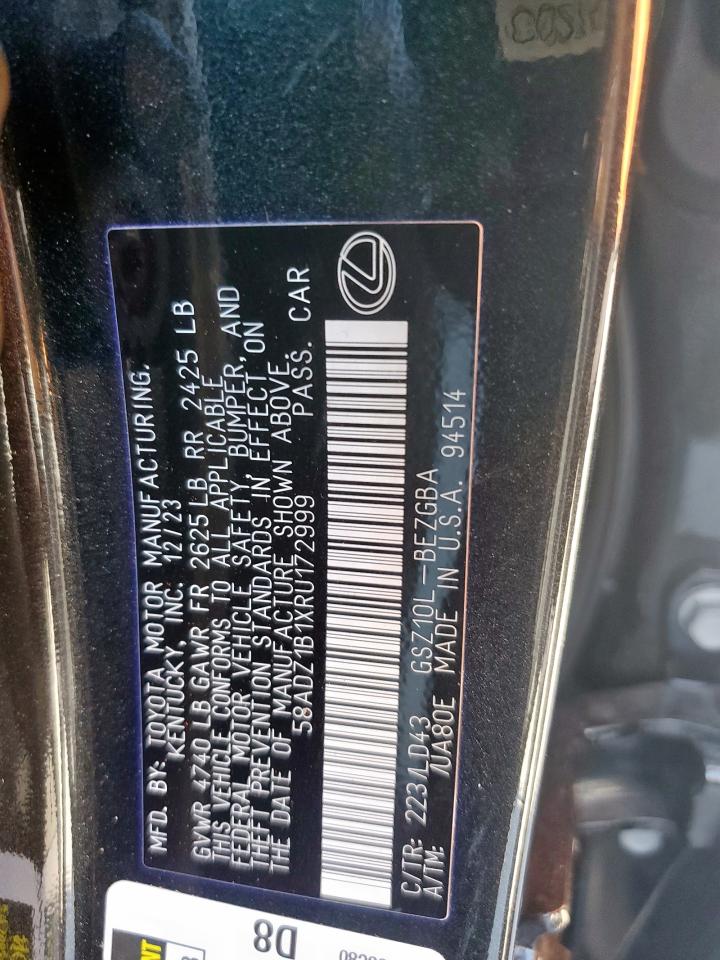 MFD. BY: TOYOTA MOTOR MANUFACTURING,
KENTUCKY, INC. 12/23
GVWR 4740 LB GAWR FR 2625 LB RR 2425 LB
THIS VEHICLE CONFORMS TO ALL APPLICABLE
FEDERAL MOTOR VEHICLE SAFETY, BUMPER, AND
THEFT PREVENTION STANDARDS IN EFFECT ON
THE DATE OF MANUFACTURE SHOWN ABOVE.
58ADZ1B1XRU172999 PASS. CAR
C/TR: 223/LD43 GSZ10L-BEZGBA
A/TM: /UA80E MADE IN U.S.A. 94514
D8